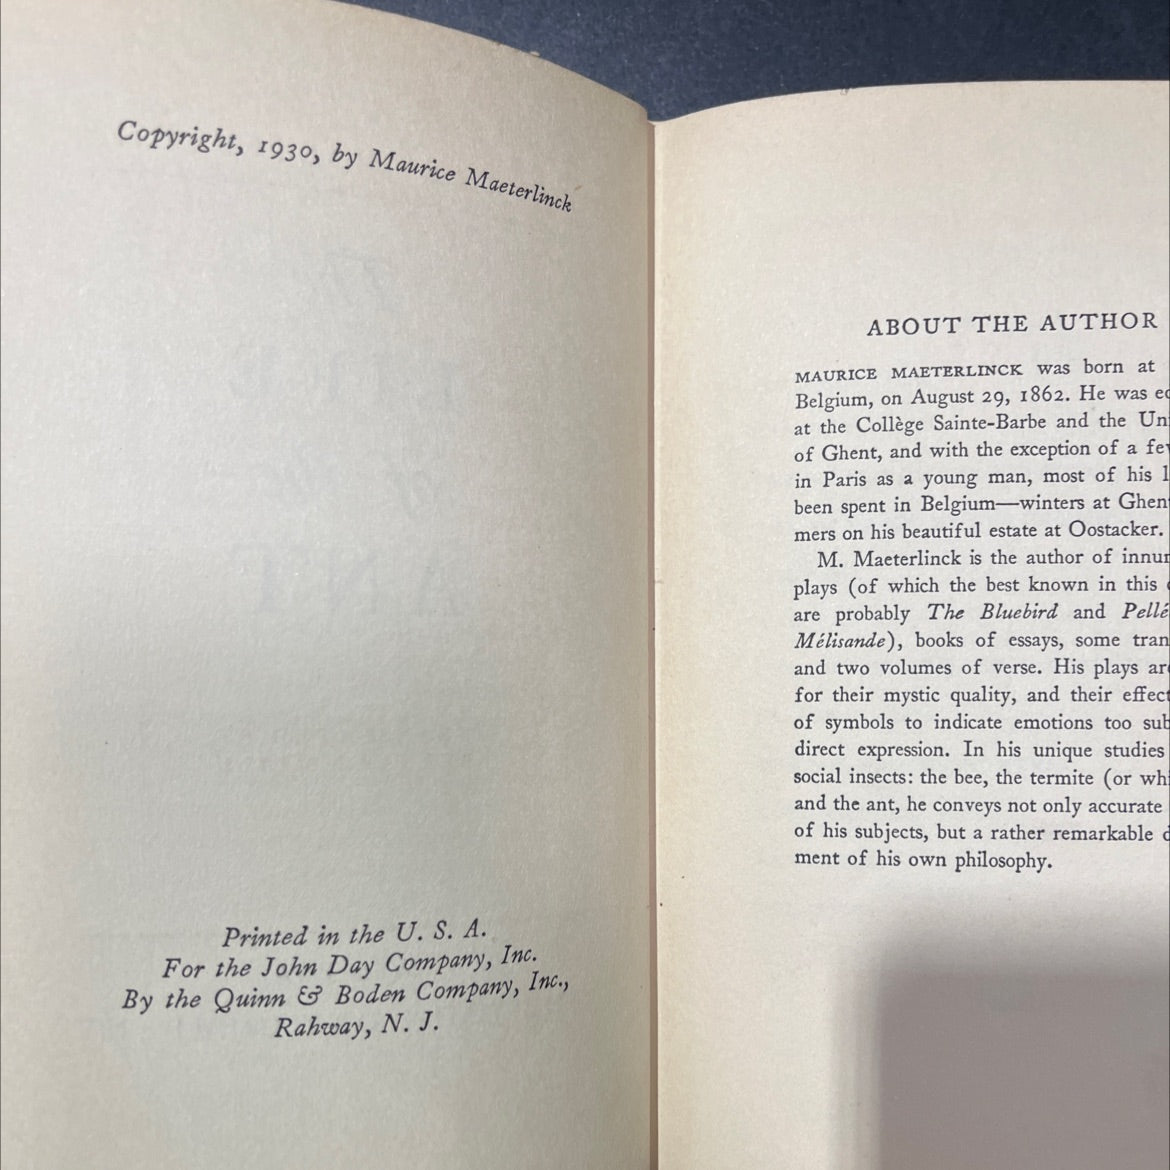 Copyright, 1930, by Maurice Maeterlinck
Printed in the U. S. A.
For the John Day Company, Inc.
By the Quinn & Boden Company, Inc.,
Rahway, N. J.
ABOUT THE AUTHOR
MAURICE MAETERLINCK was born at
Belgium, on August 29, 1862. He was
at the Collège Sainte-Barbe and the
of Ghent, and with the exception of a
in Paris as a young man, most of his
been spent in Belgium—winters at
mers on his beautiful estate at Oostacker.
M. Maeterlinck is the author of
plays (of which the best known in this
are probably The Bluebird and
Mélisande), books of essays, some
and two volumes of verse. His plays
for their mystic quality, and their
of symbols to indicate emotions too
direct expression. In his unique studies
social insects: the bee, the termite (or
and the ant, he conveys not only accurate
of his subjects, but a rather remarkable
ment of his own philosophy.